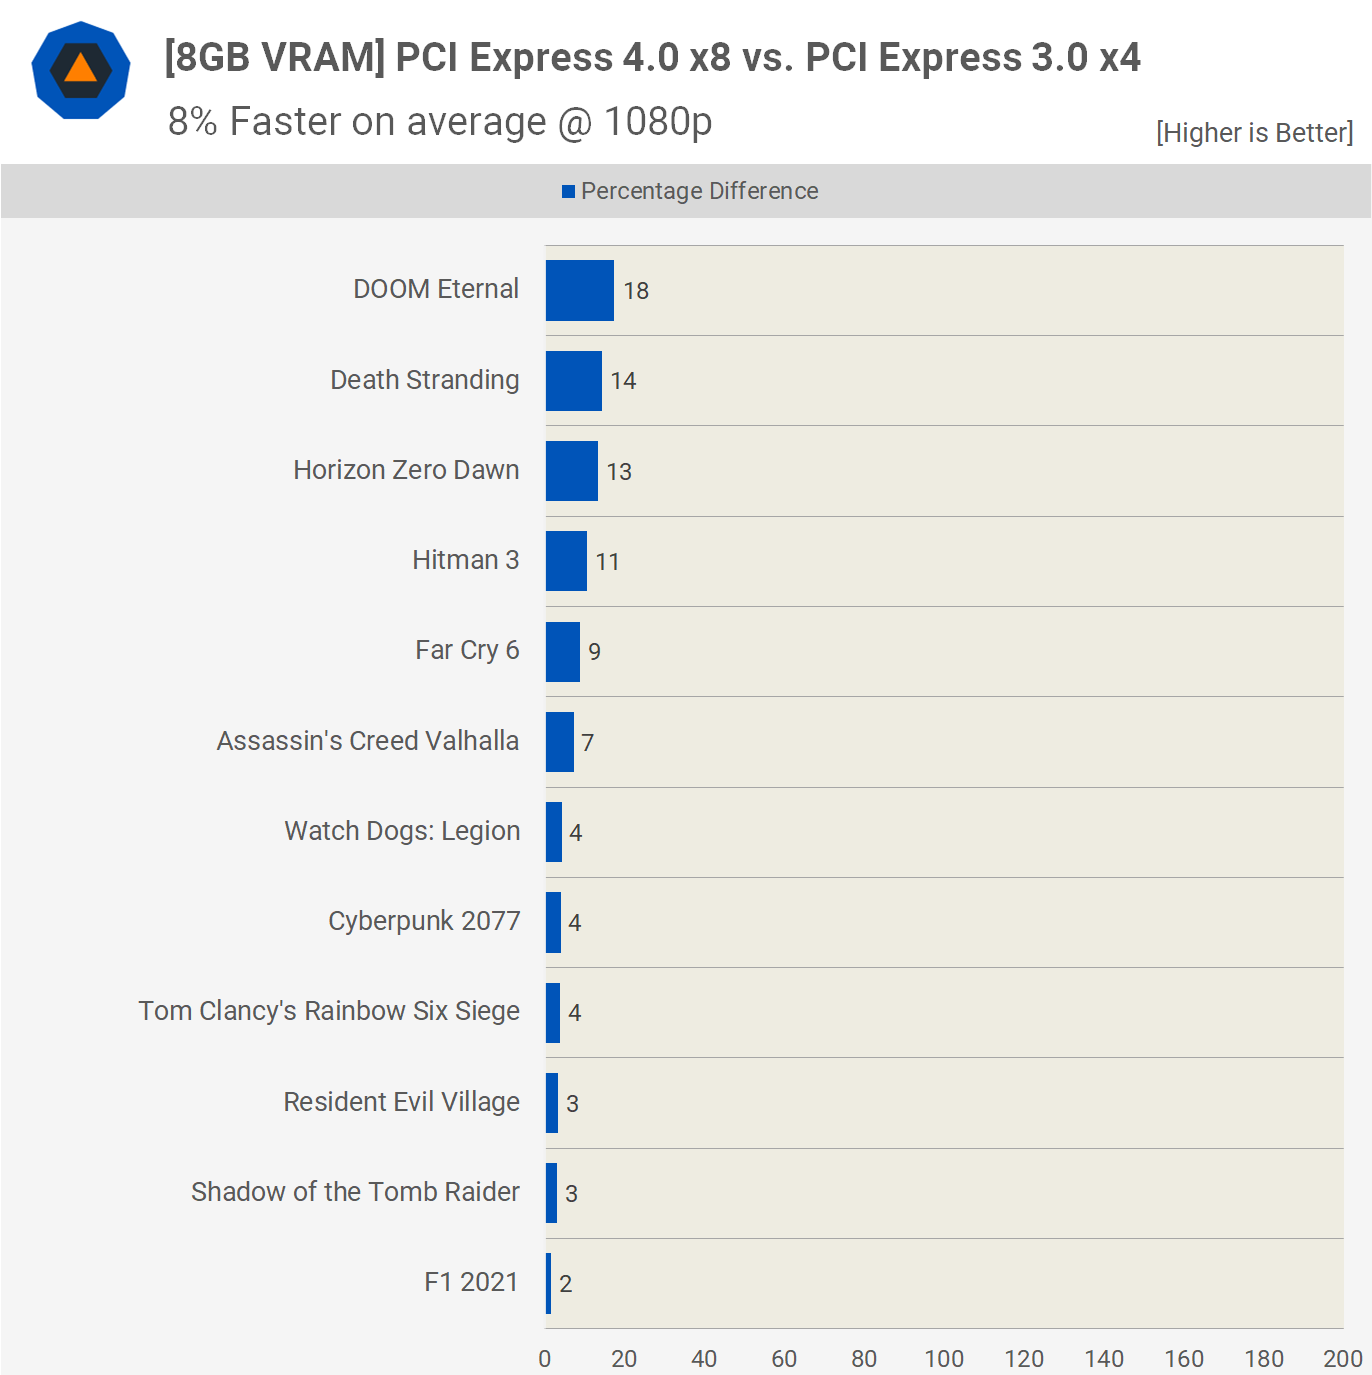 [8GB VRAM] PCI Express 4.0 x8 vs. PCI Express 3.0 x4
8% Faster on average @ 1080p
[Higher is Better]
Percentage Difference
DOOM Eternal 18
Death Stranding 14
Horizon Zero Dawn 13
Hitman 3 11
Far Cry 6 9
Assassin's Creed Valhalla 7
Watch Dogs: Legion 4
Cyberpunk 2077 4
Tom Clancy's Rainbow Six Siege 4
Resident Evil Village 3
Shadow of the Tomb Raider 3
F1 2021 2
0 20 40 60 80 100 120 140 160 180 200